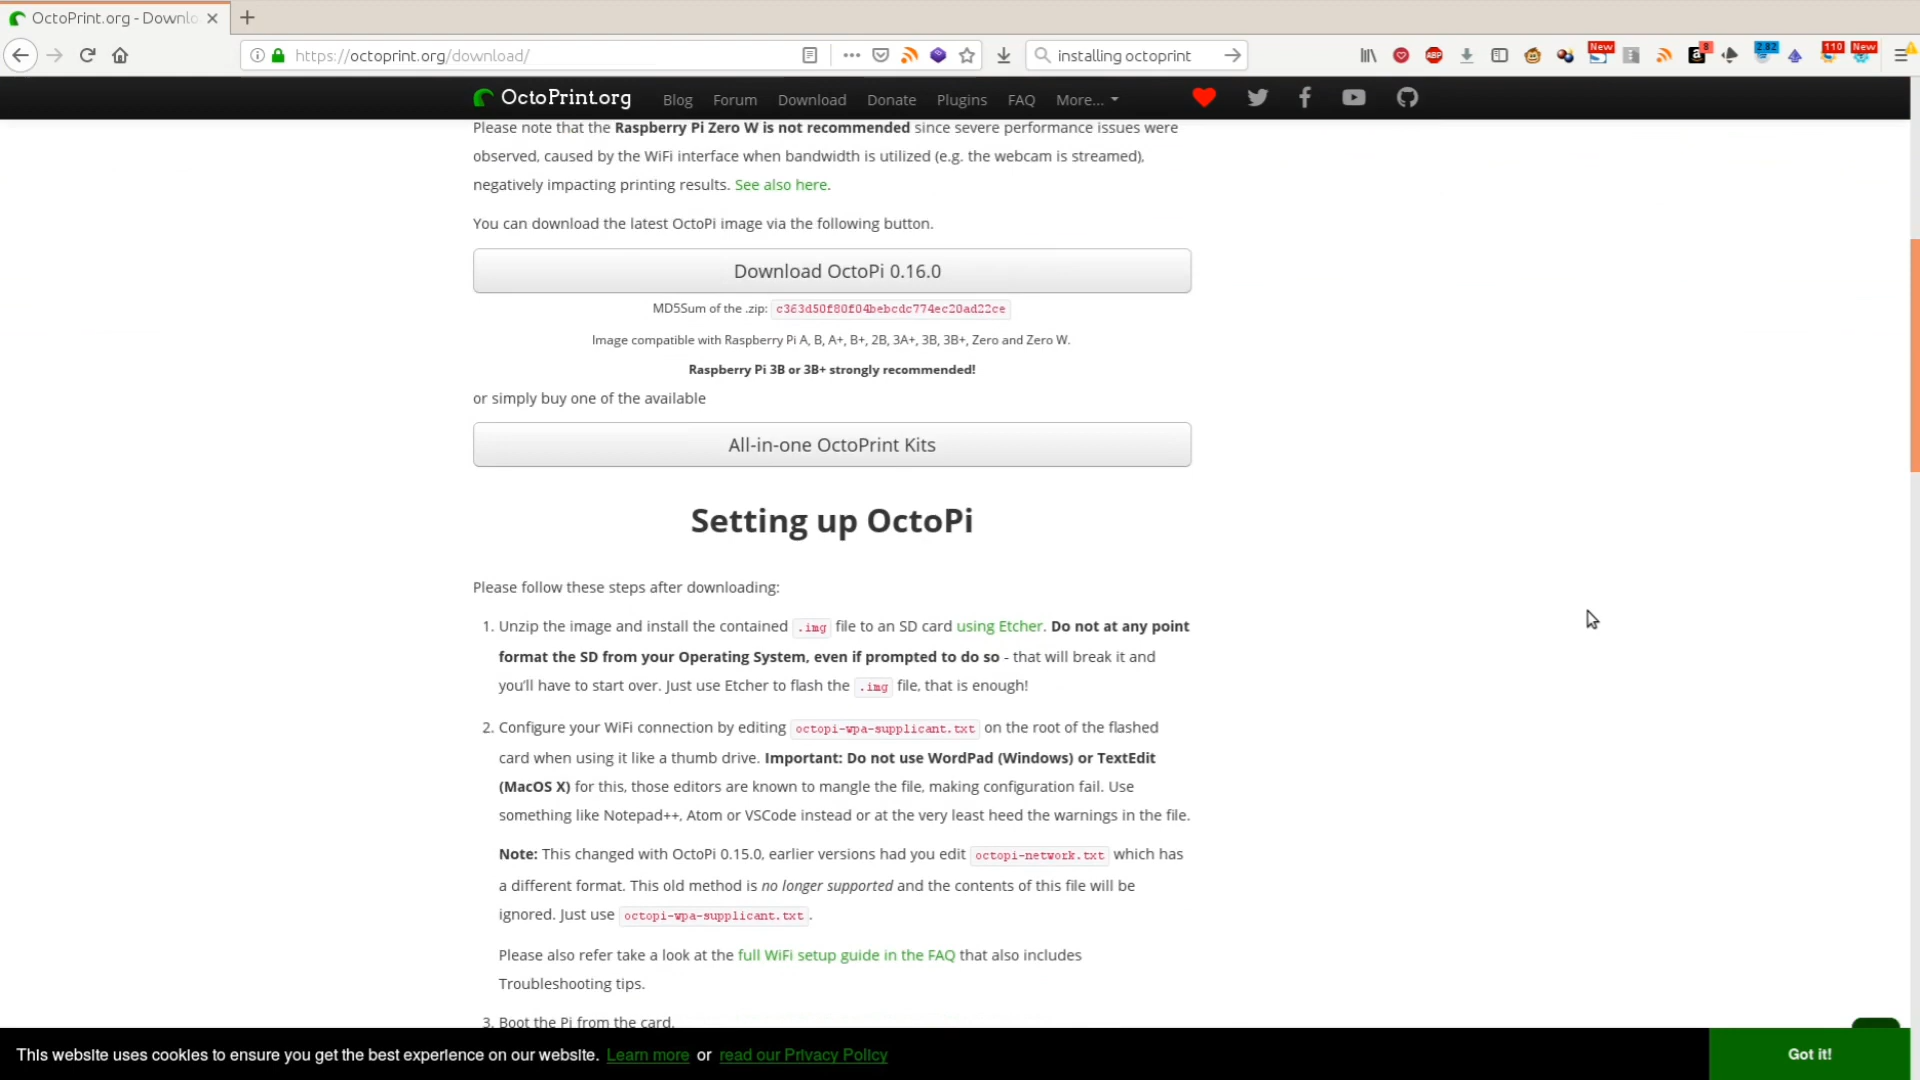 OctoPrint.org - Downlo
https://octoprint.org/download/
installing octoprint
New
8
2.82
110
New
OctoPrint.org
Blog
Forum
Download
Donate
Plugins
FAQ
More...
Please note that the Raspberry Pi Zero W is not recommended since severe performance issues were
observed, caused by the WiFi interface when bandwidth is utilized (e.g. the webcam is streamed),
negatively impacting printing results. See also here.
You can download the latest OctoPi image via the following button.
Download OctoPi 0.16.0
MD5Sum of the .zip: c363d50f80f04bebcdc774ec20ad22ce
Image compatible with Raspberry Pi A, B, A+, B+, 2B, 3A+, 3B, 3B+, Zero and Zero W.
Raspberry Pi 3B or 3B+ strongly recommended!
or simply buy one of the available
All-in-one OctoPrint Kits
Setting up OctoPi
Please follow these steps after downloading:
1. Unzip the image and install the contained .img file to an SD card using Etcher. Do not at any point
format the SD from your Operating System, even if prompted to do so - that will break it and
you'll have to start over. Just use Etcher to flash the .img file, that is enough!
2. Configure your WiFi connection by editing octopi-wpa-supplicant.txt on the root of the flashed
card when using it like a thumb drive. Important: Do not use WordPad (Windows) or TextEdit
(MacOS X) for this, those editors are known to mangle the file, making configuration fail. Use
something like Notepad++, Atom or VSCode instead or at the very least heed the warnings in the file.
Note: This changed with OctoPi 0.15.0, earlier versions had you edit octopi-network.txt which has
a different format. This old method is no longer supported and the contents of this file will be
ignored. Just use octopi-wpa-supplicant.txt.
Please also refer take a look at the full WiFi setup guide in the FAQ that also includes
Troubleshooting tips.
3. Boot the Pi from the card.
This website uses cookies to ensure you get the best experience on our website. Learn more or read our Privacy Policy
Got it!